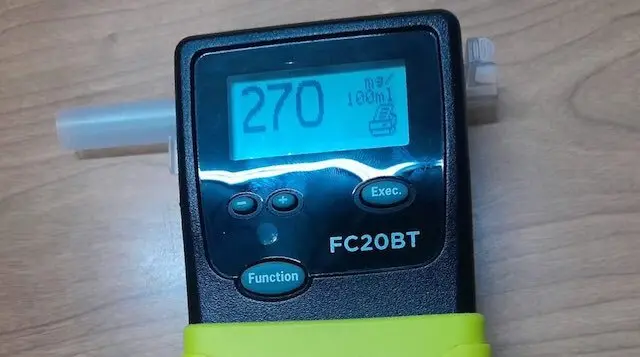 270 mg/
100ml
- +
Exec.
FC20BT
Function